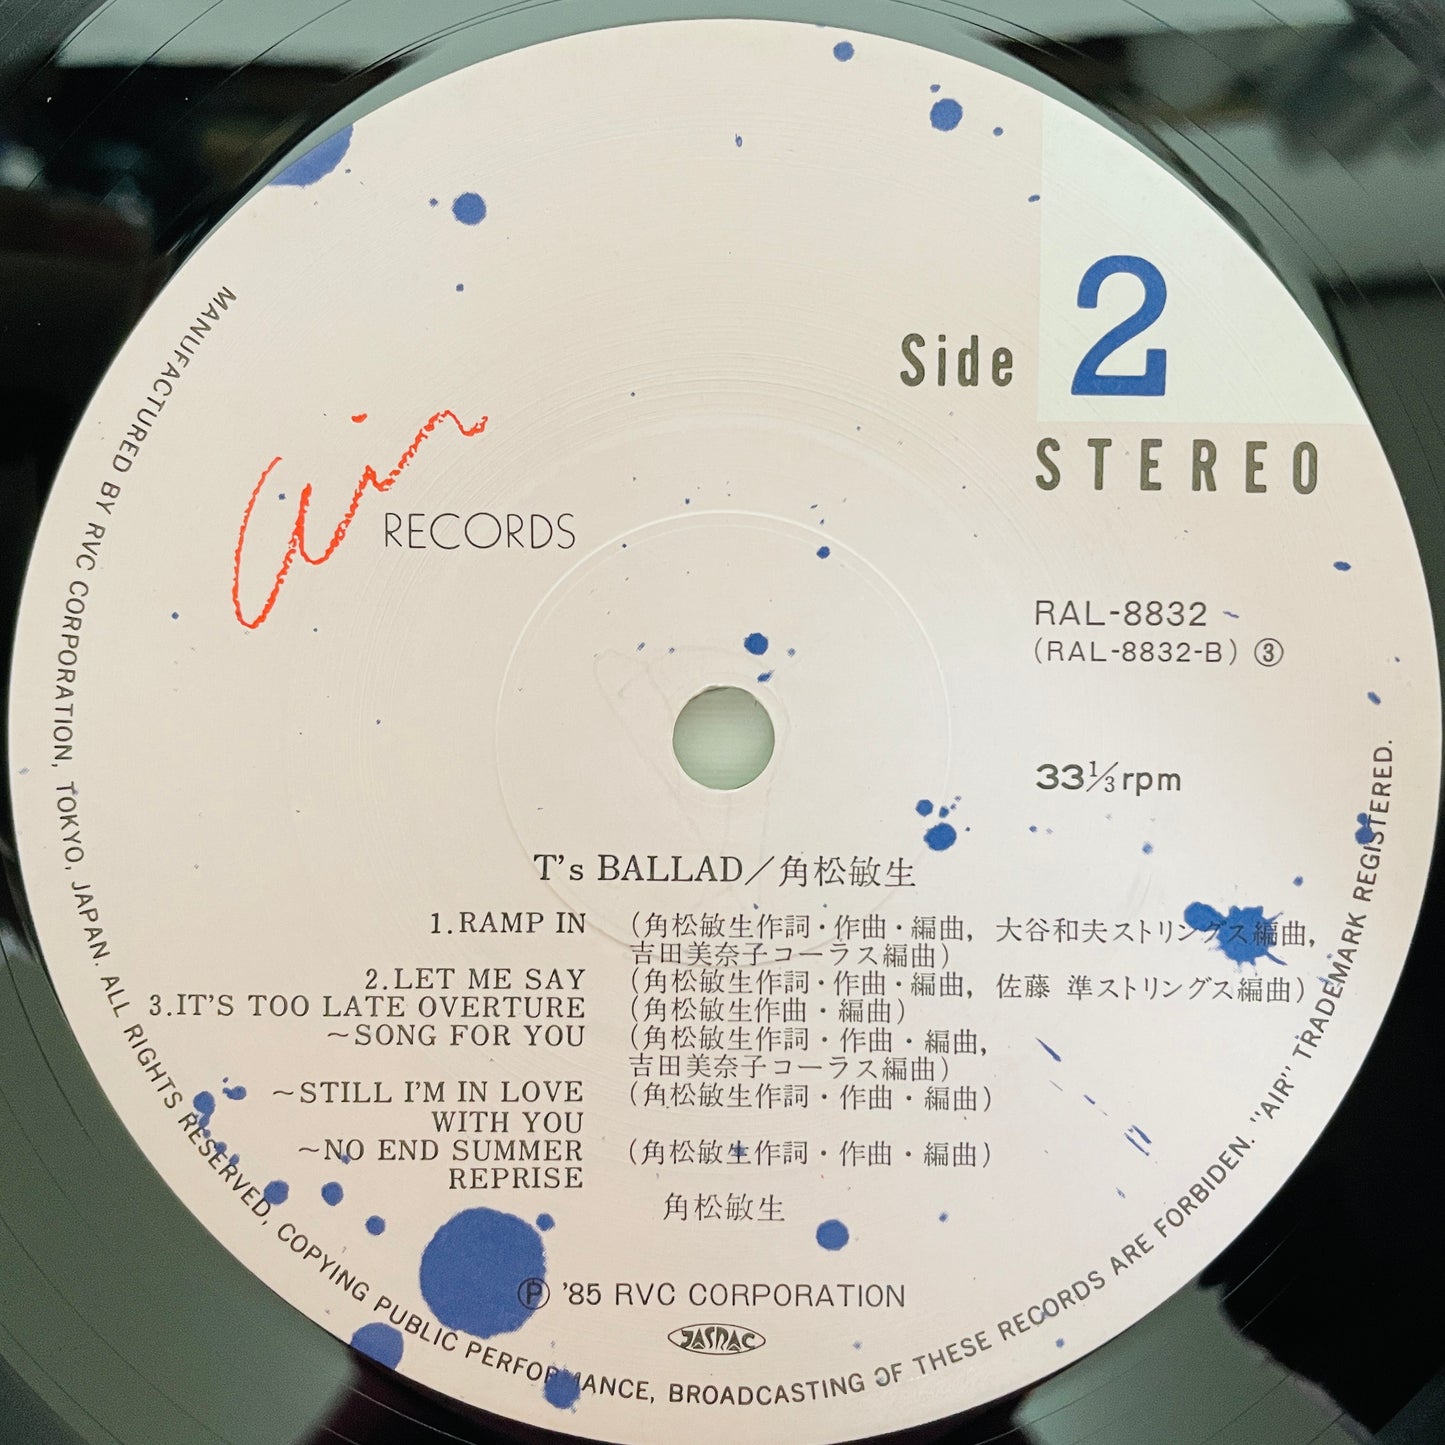 Side 2
STEREO
Air
RECORDS
RAL-8832
(RAL-8832-B) ③
33⅓rpm
T's BALLAD/角松敏生
1.RAMP IN (角松敏生作詞・作曲・編曲, 大谷和夫ストリングス編曲,
吉田美奈子コーラス編曲)
2.LET ME SAY (角松敏生作詞・作曲・編曲, 佐藤 準ストリングス編曲)
3.IT'S TOO LATE OVERTURE (角松敏生作曲・編曲)
~SONG FOR YOU (角松敏生作詞・作曲・編曲,
吉田美奈子コーラス編曲)
~STILL I'M IN LOVE (角松敏生作詞・作曲・編曲)
WITH YOU
~NO END SUMMER (角松敏生作詞・作曲・編曲)
REPRISE
角松敏生
Ⓟ '85 RVC CORPORATION
JASRAC
MANUFACTURED BY RVC CORPORATION, TOKYO, JAPAN. ALL RIGHTS RESERVED, COPYING PUBLIC PERFORMANCE, BROADCASTING OF THESE RECORDS ARE FORBIDEN. "AIR" TRADEMARK REGISTERED.